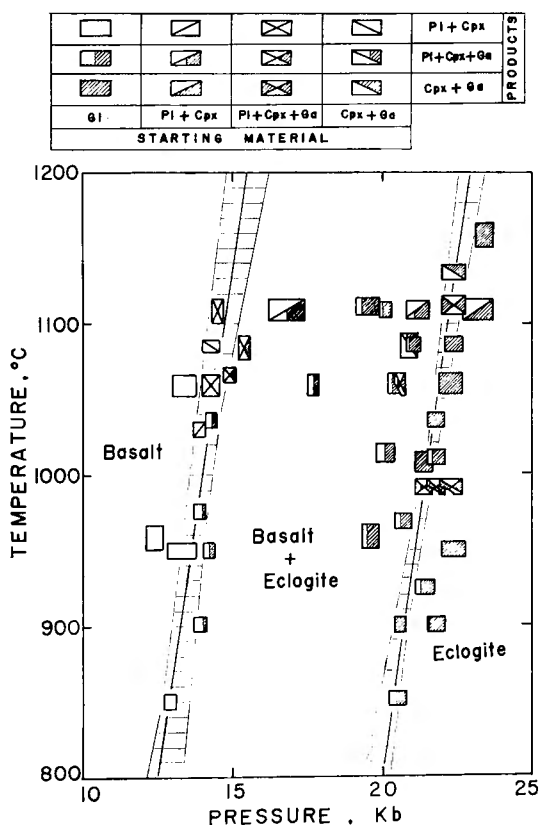 Pl + Cpx
Pl+Cpx+Ga
Cpx + Ga
PRODUCTS
Gl
Pl + Cpx
Pl+Cpx+Ga
Cpx + Ga
STARTING MATERIAL
1200
1100
1000
900
800
TEMPERATURE, °C
Basalt
Basalt
+
Eclogite
Eclogite
10
15
20
25
PRESSURE , Kb